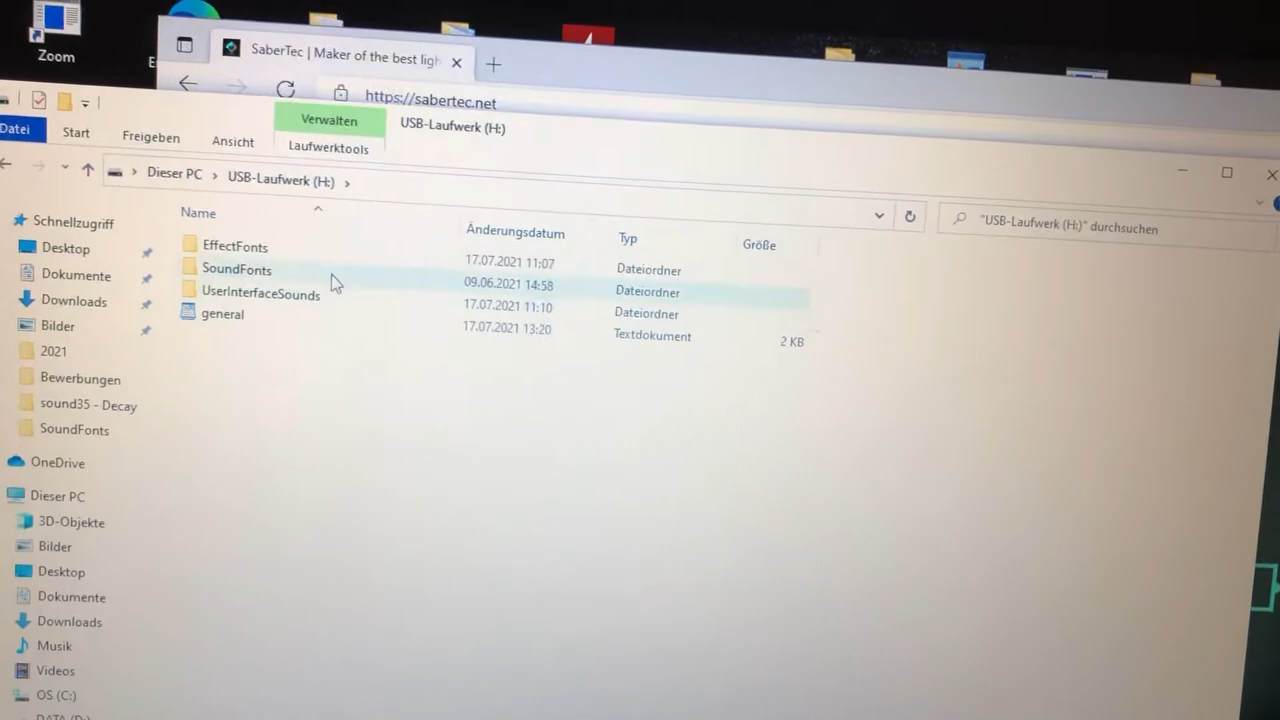 Zoom
SaberTec | Maker of the best ligh
https://sabertec.net
Verwalten
USB-Laufwerk (H:)
Datei
Start
Freigeben
Ansicht
Laufwerktools
Dieser PC
USB-Laufwerk (H:)
"USB-Laufwerk (H:)" durchsuchen
Name
Änderungsdatum
Typ
Größe
EffectFonts
17.07.2021 11:07
Dateiordner
SoundFonts
09.06.2021 14:58
Dateiordner
UserInterfaceSounds
17.07.2021 11:10
Dateiordner
general
17.07.2021 13:20
Textdokument
2 KB
Schnellzugriff
Desktop
Dokumente
Downloads
Bilder
2021
Bewerbungen
sound35 - Decay
SoundFonts
OneDrive
Dieser PC
3D-Objekte
Bilder
Desktop
Dokumente
Downloads
Musik
Videos
OS (C:)
DATA (D:)